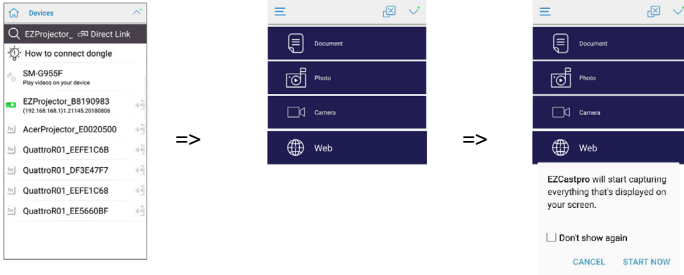 Devices
EZProjector_ Direct Link
How to connect dongle
SM-G955F
Play videos on your device
EZProjector_B8190983
(192.168.168.1)1.21145.20180806
AcerProjector_E0020500
QuattroR01_EEFE1C6B
QuattroR01_DF3E47F7
QuattroR01_EEFE1C68
QuattroR01_EE5660BF
=>
Document
Photo
Camera
Web
=>
Document
Photo
Camera
Web
EZCastpro will start capturing
everything that's displayed on
your screen.
Don't show again
CANCEL START NOW